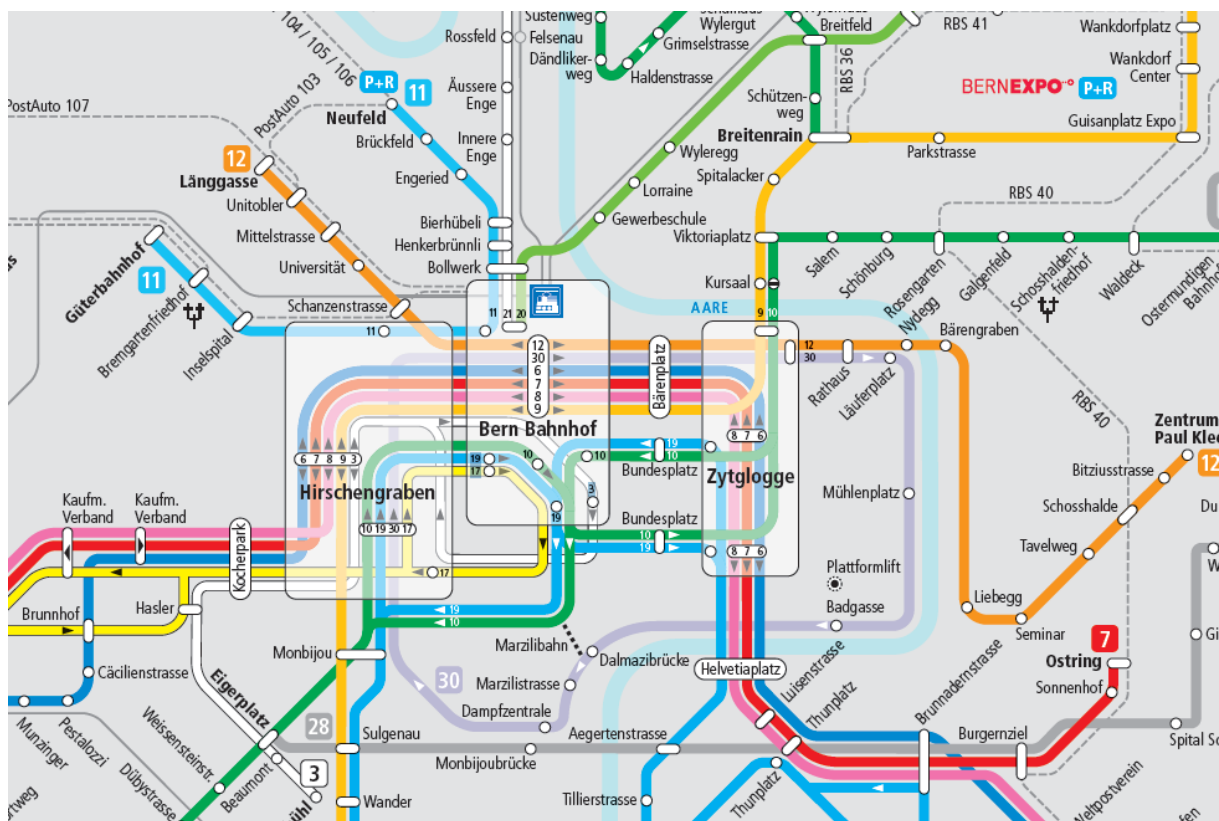 104 / 105 / 106
Rossfeld
Felsenau
Sustenweg
Dändliker-
weg
Wylergut
Grimselstrasse
Haldenstrasse
Breitfeld
RBS 41
RBS 36
Wankdorfplatz
Wankdorf
Center
BERNEXPO
P+R
Guisanplatz Expo
PostAuto 107
PostAuto 103
P+R
11
Neufeld
Brückfeld
Engeried
Äussere
Enge
Innere
Enge
Schützen-
weg
Breitenrain
Parkstrasse
Wyleregg
Spitalacker
Lorraine
Gewerbeschule
12
Länggasse
Unitobler
Mittelstrasse
Universität
Schanzenstrasse
Bierhübeli
Henkerbrünnli
Bollwerk
Viktoriaplatz
Kursaal
RBS 40
Salem
Schönburg
Rosengarten
Galgenfeld
Schosshalden-
friedhof
Waldeck
Ostermundigen
Bahnhof
Güterbahnhof
11
Bremgartenfriedhof
Inselspital
11
11
21
20
AARE
9
10
Nydegg
Bärengraben
12
30
6
7
8
9
Bärenplatz
12
30
Rathaus
Läuferplatz
RBS 40
Bern Bahnhof
6
7
8
9
3
Hirschengraben
19
17
10
10
3
19
19
10
Bundesplatz
Bundesplatz
10
19
8
7
6
Zytglogge
8
7
6
Mühlenplatz
Plattformlift
Badgasse
Zentrum
Bitziusstrasse
12
Schosshalde
Tavelweg
Liebegg
Seminar
Kaufm.
Verband
Kaufm.
Verband
Kocherpark
10
19
30
17
17
Brunnhof
Hasler
19
10
Monbijou
Marzilibahn
Dalmazibrücke
Helvetiaplatz
Luisenstrasse
Thunplatz
Brunnadernstrasse
7
Ostring
Sonnenhof
Cäcilienstrasse
Eigerplatz
30
Marzilistrasse
Dampfzentrale
Munzinger
Pestalozzi
Dübystrasse
Weissensteinstr.
Beaumont
28
Sulgenau
Monbijoubrücke
Aegertenstrasse
Burgernziel
3
Wander
Tillierstrasse
Thunplatz
Weltpostverein